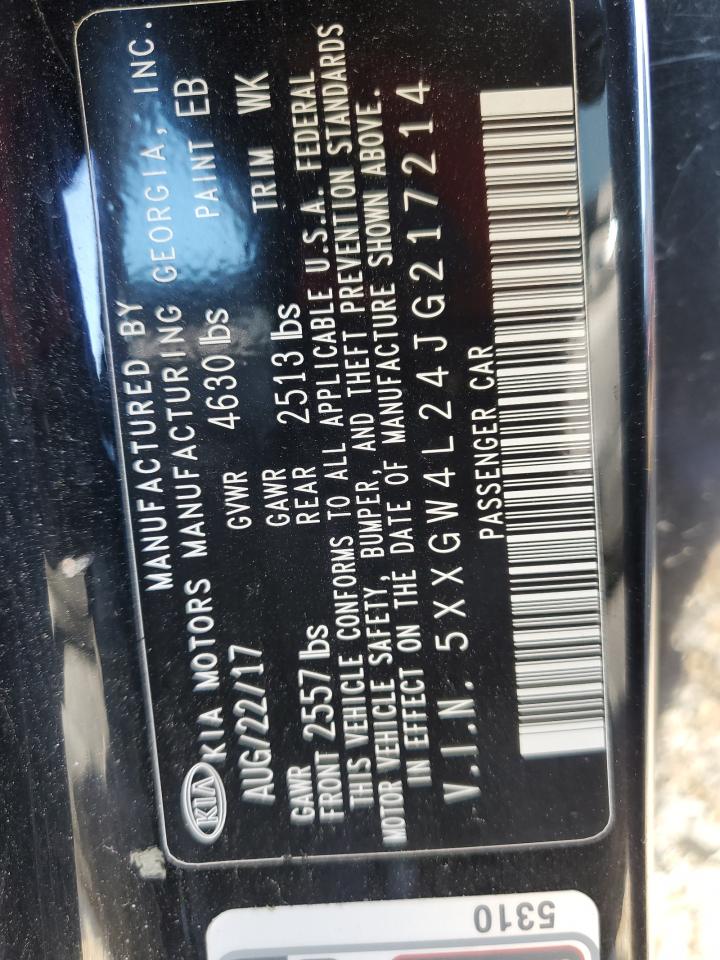 MANUFACTURED BY
KIA KIA MOTORS MANUFACTURING GEORGIA, INC.
AUG/22/17 GVWR 4630 lbs PAINT EB
GAWR GAWR
FRONT 2557 lbs REAR 2513 lbs TRIM WK
THIS VEHICLE CONFORMS TO ALL APPLICABLE U.S.A. FEDERAL
MOTOR VEHICLE SAFETY, BUMPER, AND THEFT PREVENTION STANDARDS
IN EFFECT ON THE DATE OF MANUFACTURE SHOWN ABOVE.
V.I.N. 5XXGW4L24JG217214
PASSENGER CAR
5310